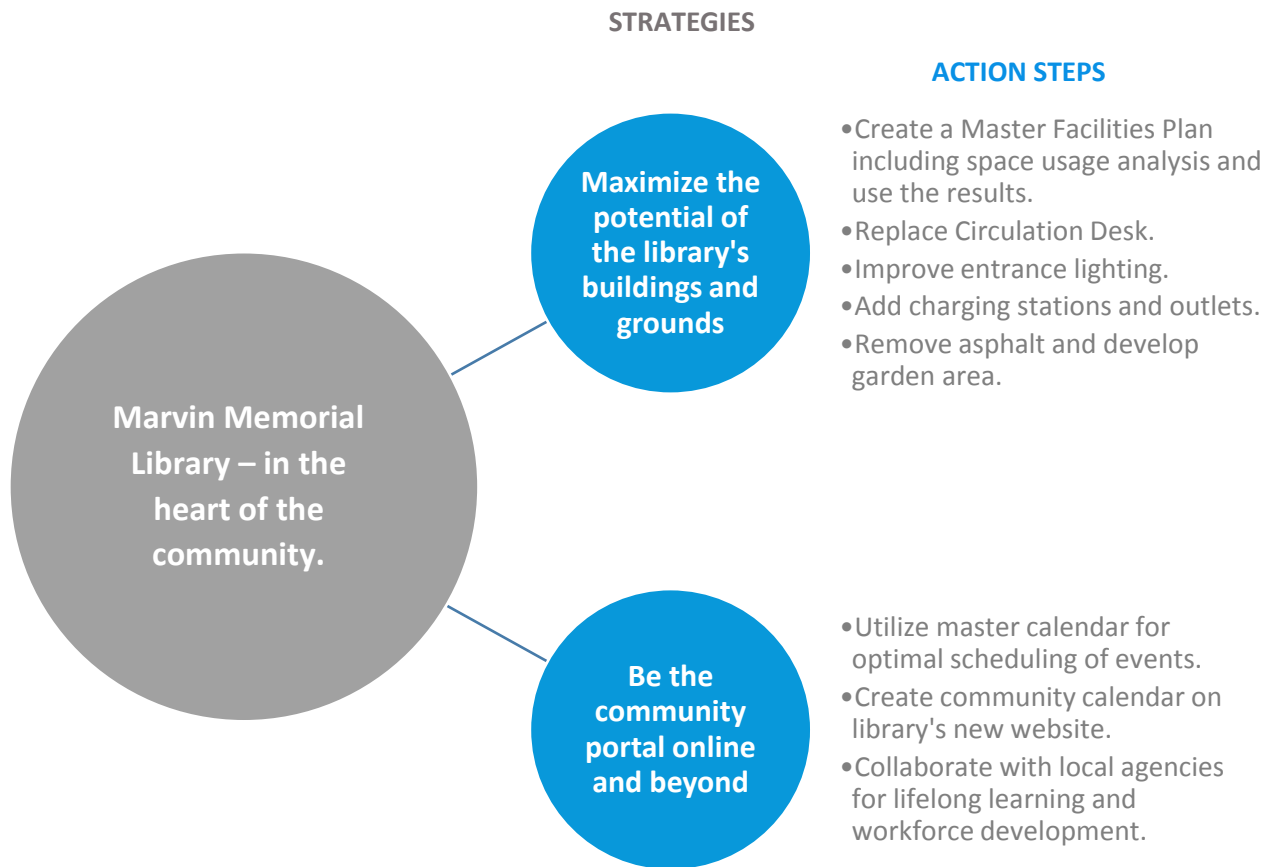 STRATEGIES
ACTION STEPS
Marvin Memorial
Library – in the
heart of the
community.
Maximize the
potential of
the library's
buildings and
grounds
•Create a Master Facilities Plan
including space usage analysis and
use the results.
•Replace Circulation Desk.
•Improve entrance lighting.
•Add charging stations and outlets.
•Remove asphalt and develop
garden area.
Be the
community
portal online
and beyond
•Utilize master calendar for
optimal scheduling of events.
•Create community calendar on
library's new website.
•Collaborate with local agencies
for lifelong learning and
workforce development.